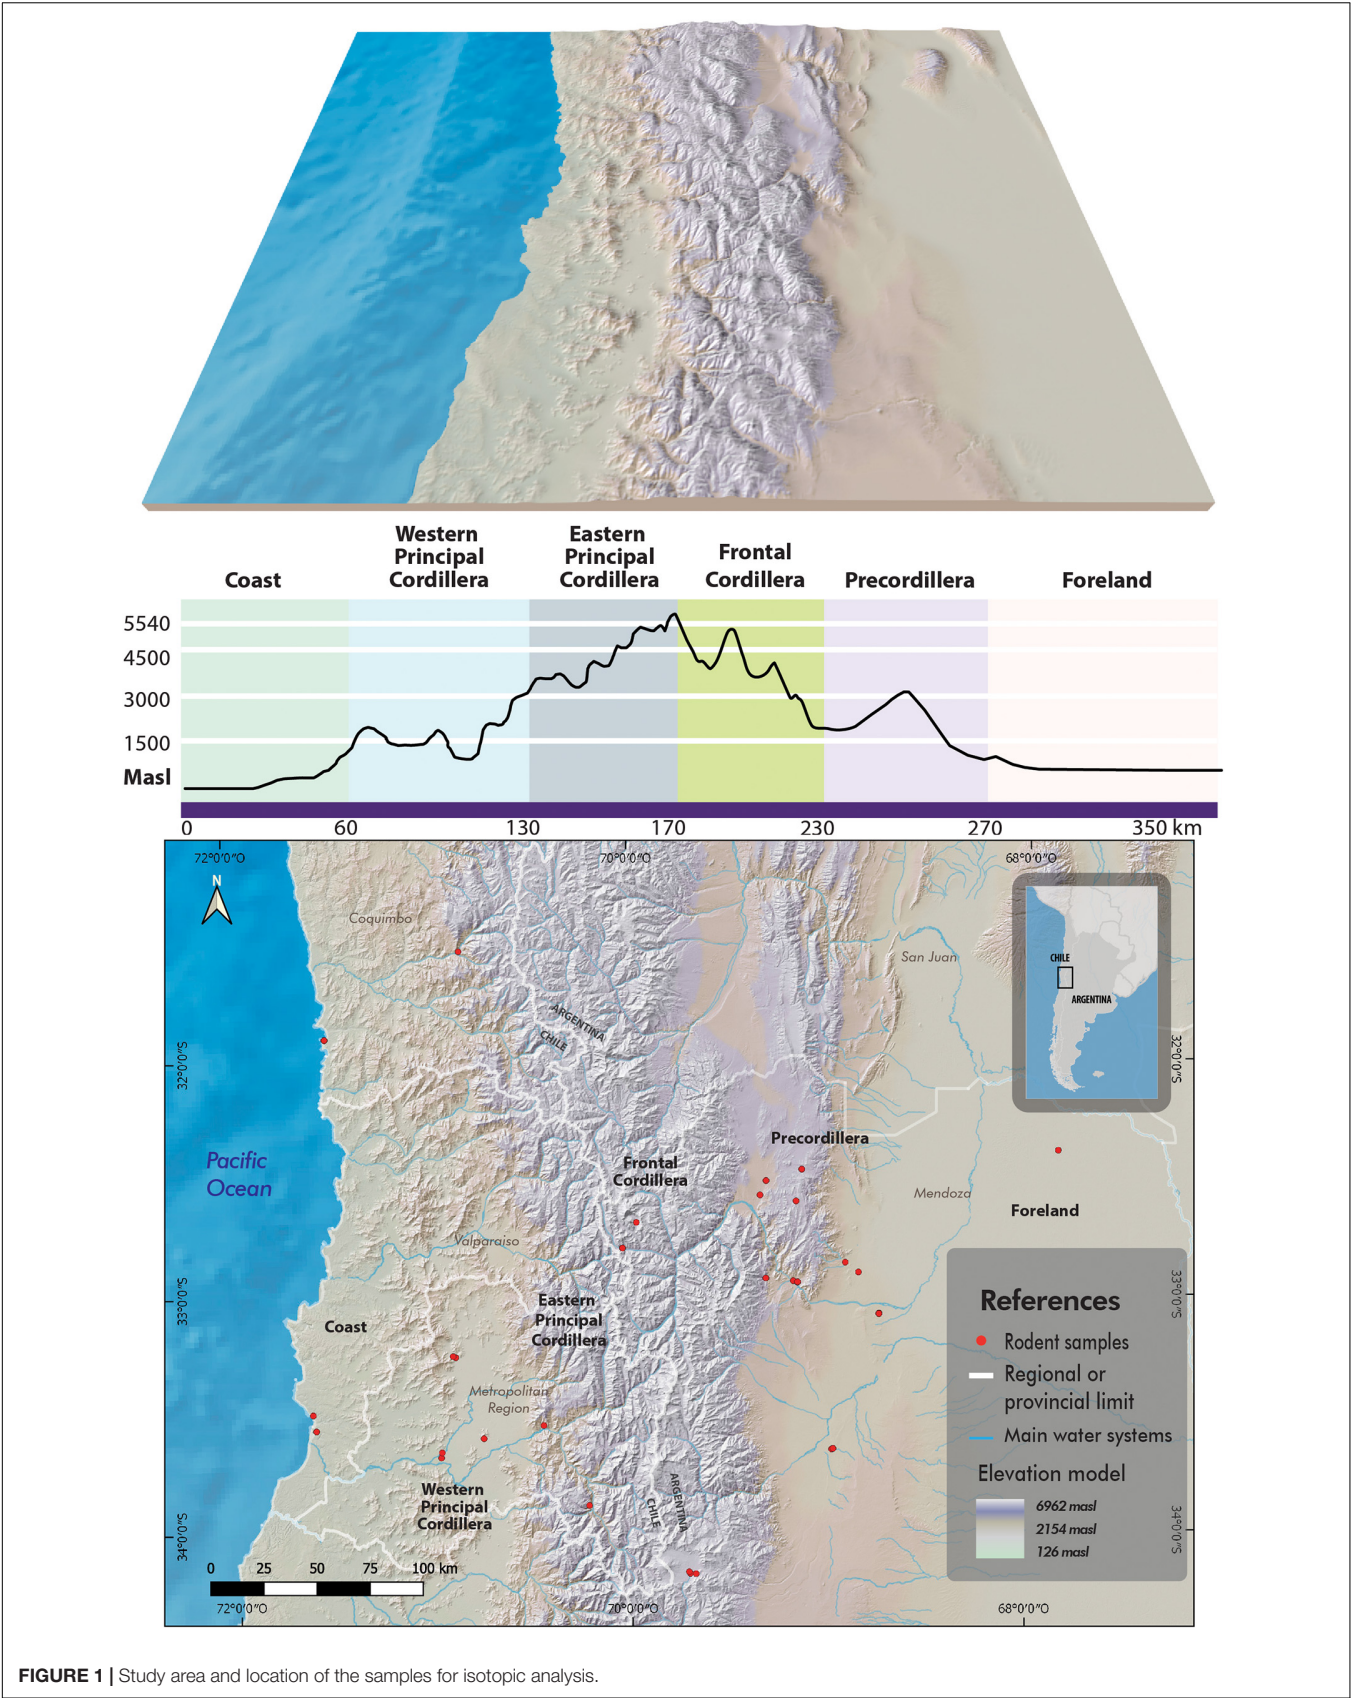 Western
Principal
Cordillera
Eastern
Principal
Cordillera
Frontal
Cordillera
Coast
Precordillera
Foreland
5540
4500
3000
1500
Masl
0 60 130 170 230 270 350 km
72°0'0"O 70°0'0"O 68°0'0"O
N
Coquimbo
San Juan
CHILE
ARGENTINA
ARGENTINA
CHILE
32°0'0"S
32°0'0"S
Precordillera
Pacific
Ocean
Frontal
Cordillera
Mendoza
Foreland
Valparaiso
33°0'0"S
33°0'0"S
Eastern
Principal
Cordillera
Coast
Metropolitan
Region
Western
Principal
Cordillera
ARGENTINA
CHILE
References
Rodent samples
Regional or
provincial limit
Main water systems
Elevation model
6962 masl
2154 masl
126 masl
34°0'0"S
34°0'0"S
0 25 50 75 100 km
72°0'0"O 70°0'0"O 68°0'0"O
FIGURE 1 | Study area and location of the samples for isotopic analysis.